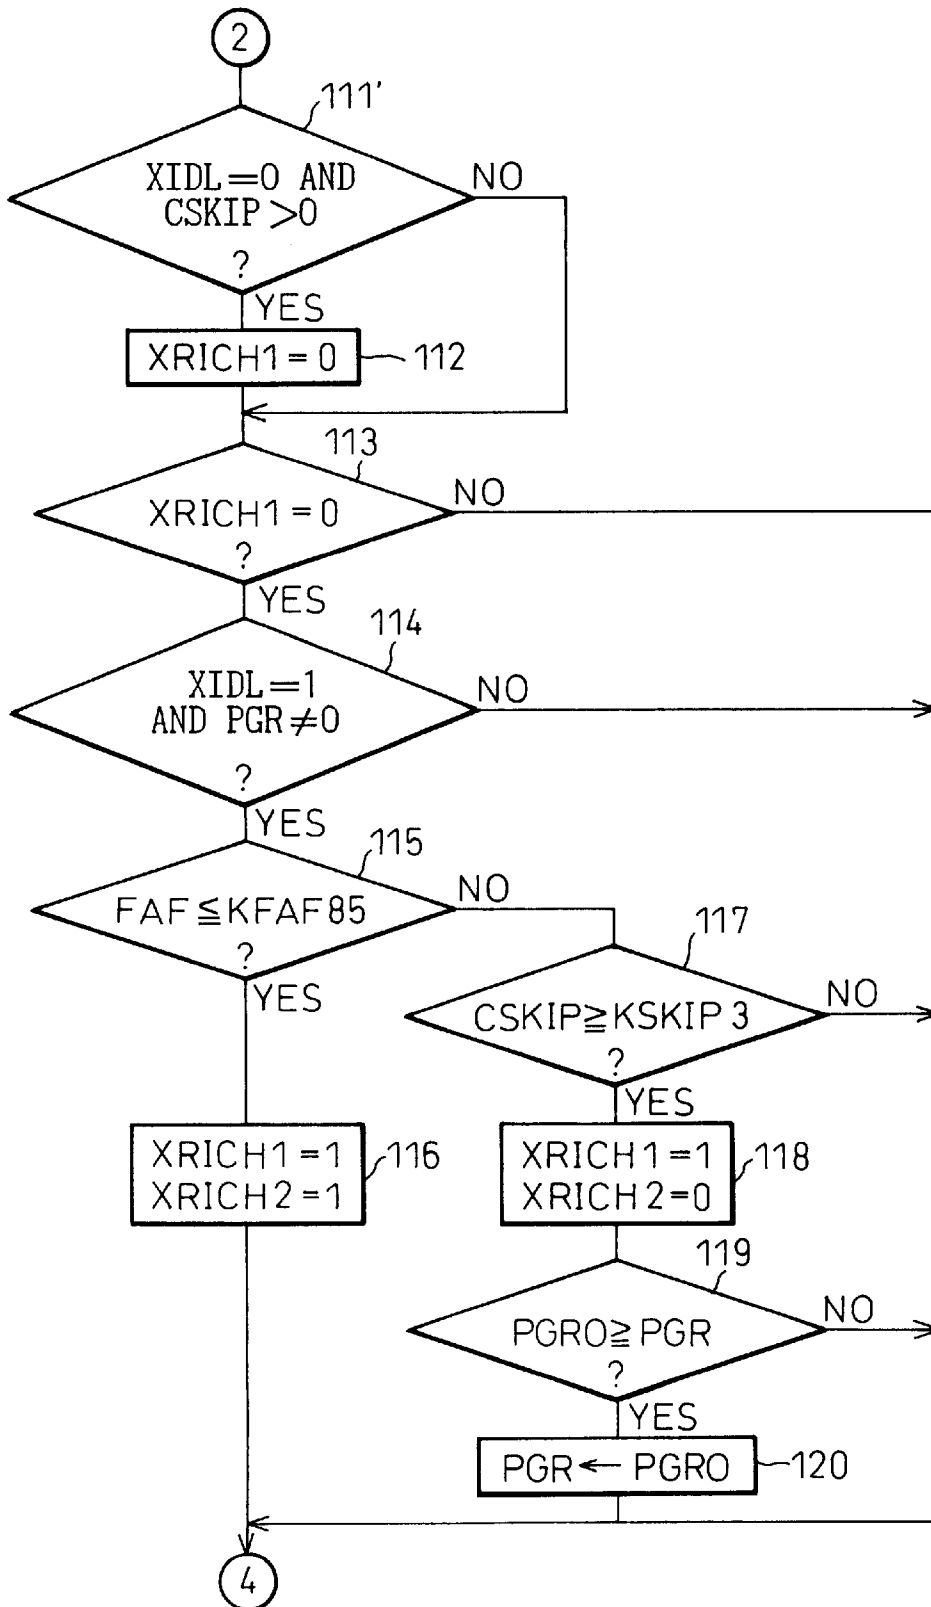 2
111'
XIDL=0 AND
CSKIP>0
?
NO
YES
XRICH1=0
112
113
XRICH1=0
?
NO
YES
114
XIDL=1
AND PGR≠0
?
NO
YES
115
FAF≦KFAF85
?
NO
YES
117
CSKIP≧KSKIP3
?
NO
YES
XRICH1=1
XRICH2=1
116
XRICH1=1
XRICH2=0
118
119
PGRO≧PGR
?
NO
YES
PGR←PGRO
120
4